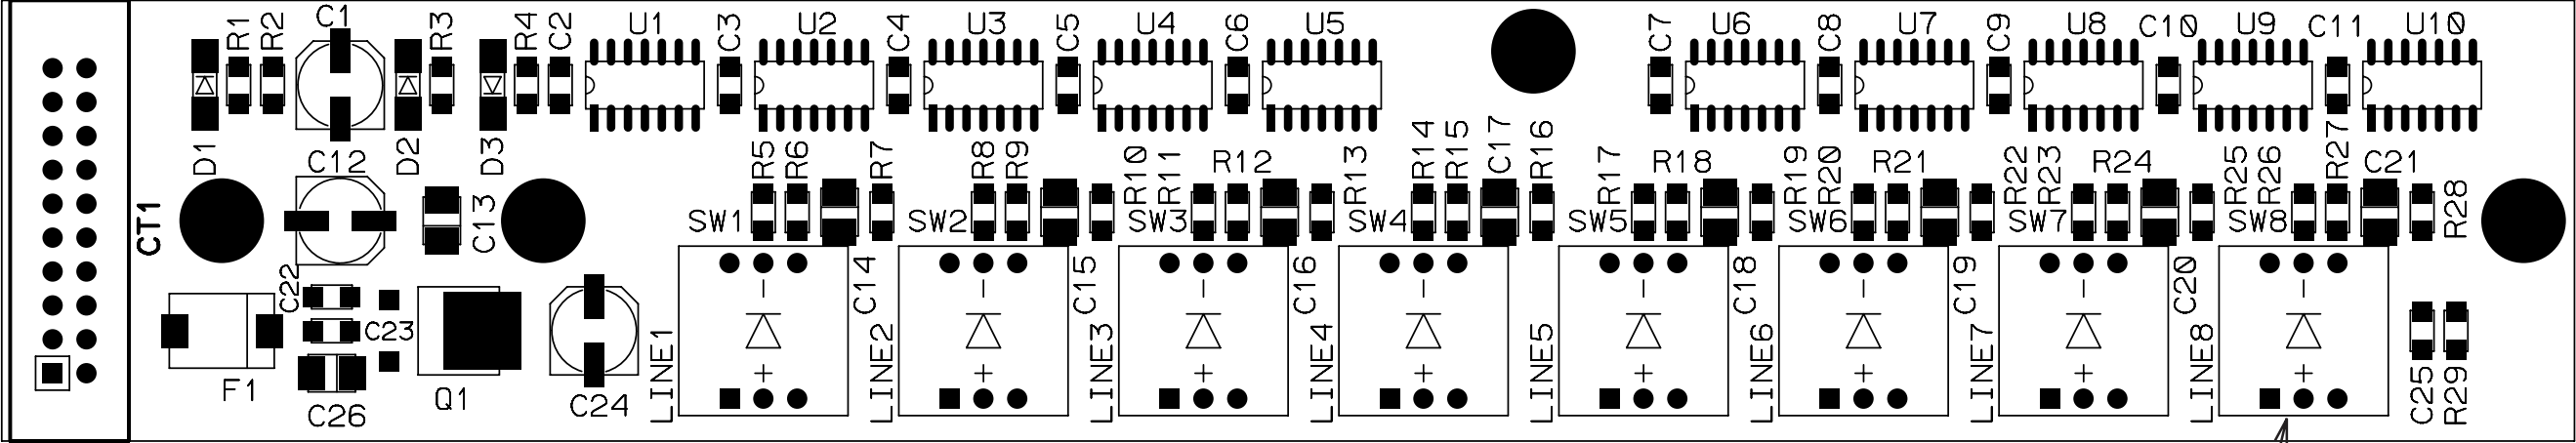 R1 R2 C1 R3 R4 C2 U1 C3 U2 C4 U3 C5 U4 C6 U5 C7 U6 C8 U7 C9 U8 C10 U9 C11 U10
D1 C12 D2 D3 R5 R6 R7 R8 R9 R10 R11 R12 R13 R14 R15 C17 R16 R17 R18 R19 R20 R21 R22 R23 R24 R25 R26 R27 C21
CT1 C13 SW1 SW2 SW3 SW4 SW5 SW6 SW7 SW8 R28
C22 C14 C15 C16 C18 C19 C20
- - - - - - - -
C23
LINE1 LINE2 LINE3 LINE4 LINE5 LINE6 LINE7 LINE8
+ + + + + + + +
F1 Q1 C25 R29
C26 C24